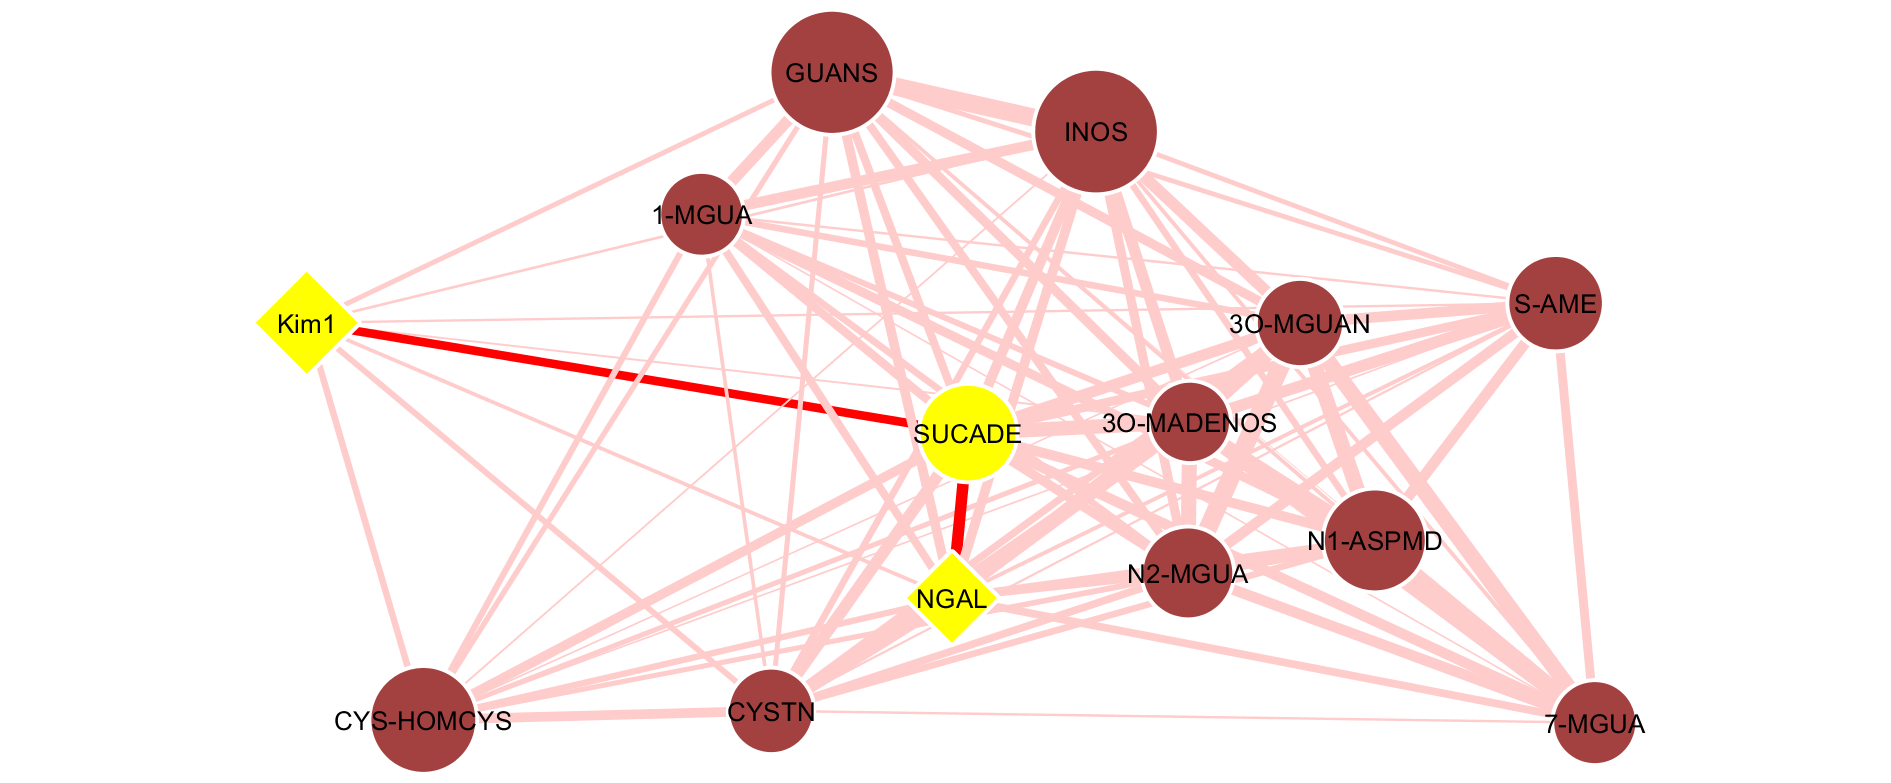 GUANS
INOS
1-MGUA
S-AME
Kim1
3O-MGUAN
3O-MADENOS
SUCADE
N1-ASPMD
N2-MGUA
NGAL
CYSTN
CYS-HOMCYS
7-MGUA